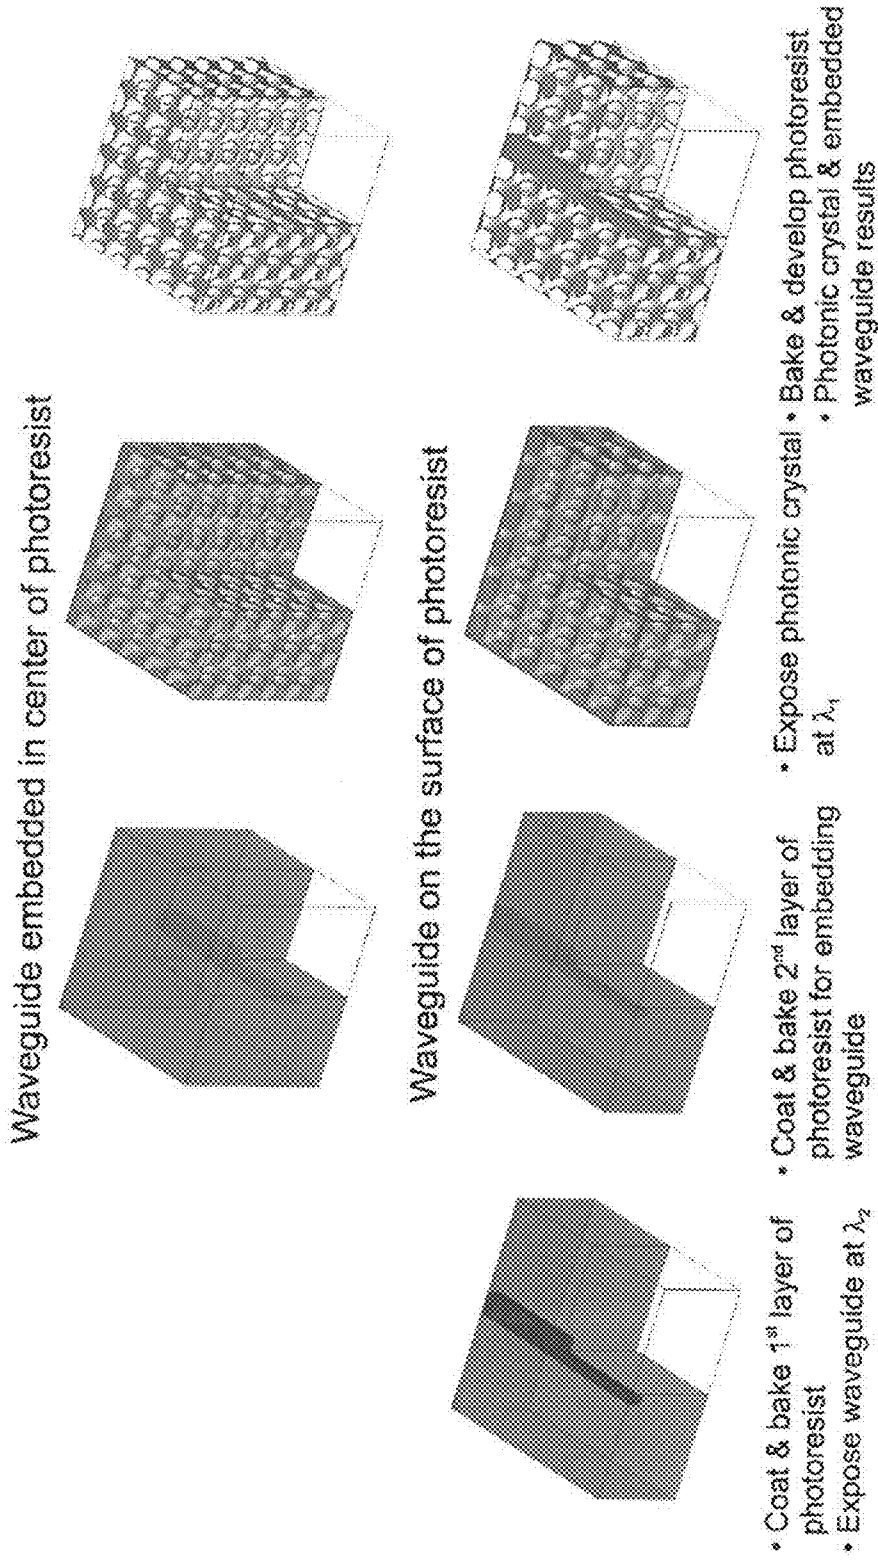 Waveguide embedded in center of photoresist
Waveguide on the surface of photoresist
• Coat & bake 1st layer of
photoresist
• Expose waveguide at λ2
• Coat & bake 2nd layer of
photoresist for embedding
waveguide
• Expose photonic crystal
at λ1
• Bake & develop photoresist
• Photonic crystal & embedded
waveguide results